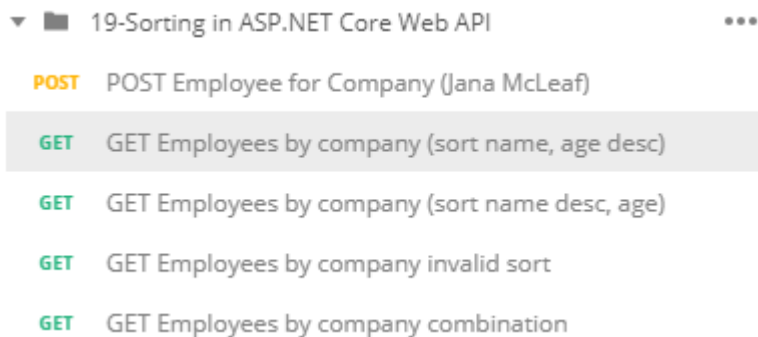 19-Sorting in ASP.NET Core Web API
POST POST Employee for Company (Jana McLeaf)
GET GET Employees by company (sort name, age desc)
GET GET Employees by company (sort name desc, age)
GET GET Employees by company invalid sort
GET GET Employees by company combination